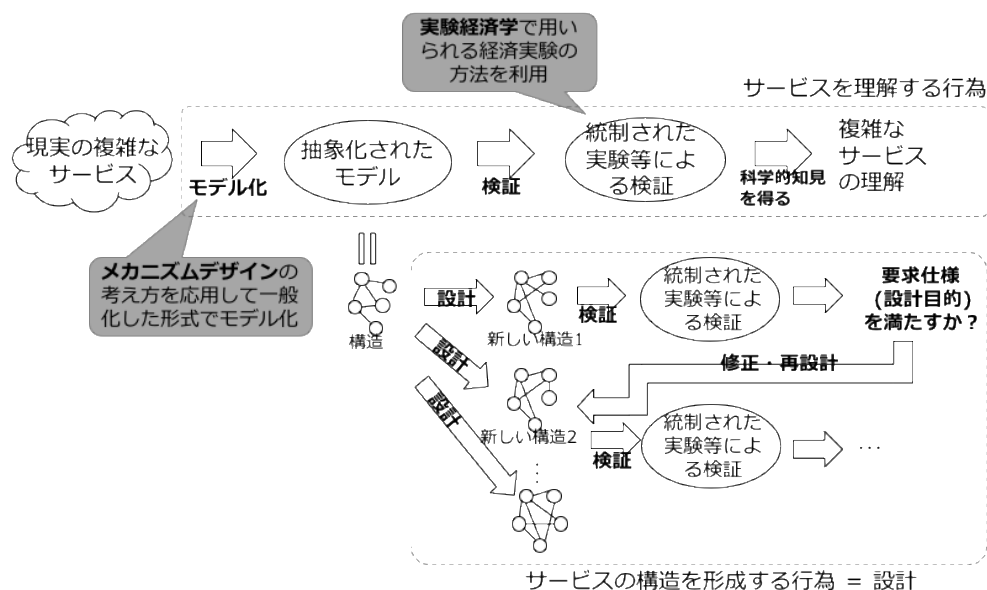 実験経済学で用い
られる経済実験の
方法を利用
サービスを理解する行為
現実の複雑な
サービス
モデル化
抽象化された
モデル
検証
統制された
実験等によ
る検証
科学的知見
を得る
複雑な
サービス
の理解
メカニズムデザインの
考え方を応用して一般
化した形式でモデル化
構造
設計
新しい構造1
検証
統制された
実験等によ
る検証
要求仕様
(設計目的)
を満たすか？
設計
修正・再設計
設計
新しい構造2
検証
統制された
実験等によ
る検証
・・・
⋮
サービスの構造を形成する行為 = 設計